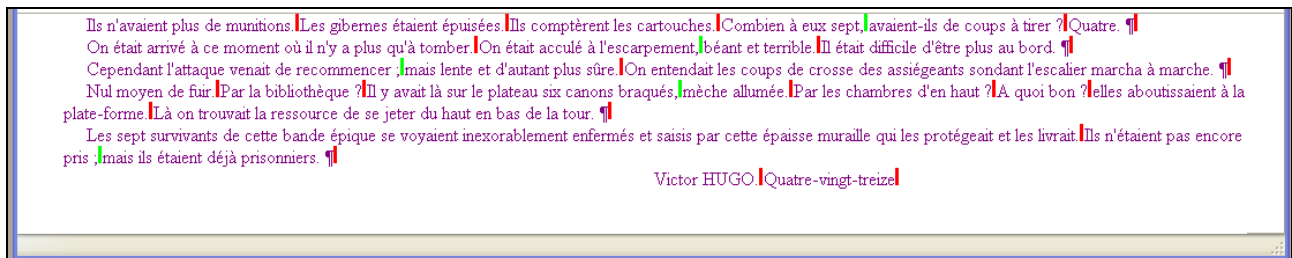 Ils n'avaient plus de munitions. Les gibernes étaient épuisées. Ils comptèrent les cartouches. Combien à eux sept, avaient-ils de coups à tirer ? Quatre. ¶
On était arrivé à ce moment où il n'y a plus qu'à tomber. On était acculé à l'escarpement, béant et terrible. Il était difficile d'être plus au bord. ¶
Cependant l'attaque venait de recommencer ; mais lente et d'autant plus sûre. On entendait les coups de crosse des assiégeants sondant l'escalier marcha à marche. ¶
Nul moyen de fuir. Par la bibliothèque ? Il y avait là sur le plateau six canons braqués, mèche allumée. Par les chambres d'en haut ? A quoi bon ? elles aboutissaient à la
plate-forme. Là on trouvait la ressource de se jeter du haut en bas de la tour. ¶
Les sept survivants de cette bande épique se voyaient inexorablement enfermés et saisis par cette épaisse muraille qui les protégeait et les livrait. Ils n'étaient pas encore
pris ; mais ils étaient déjà prisonniers. ¶
Victor HUGO. Quatre-vingt-treize